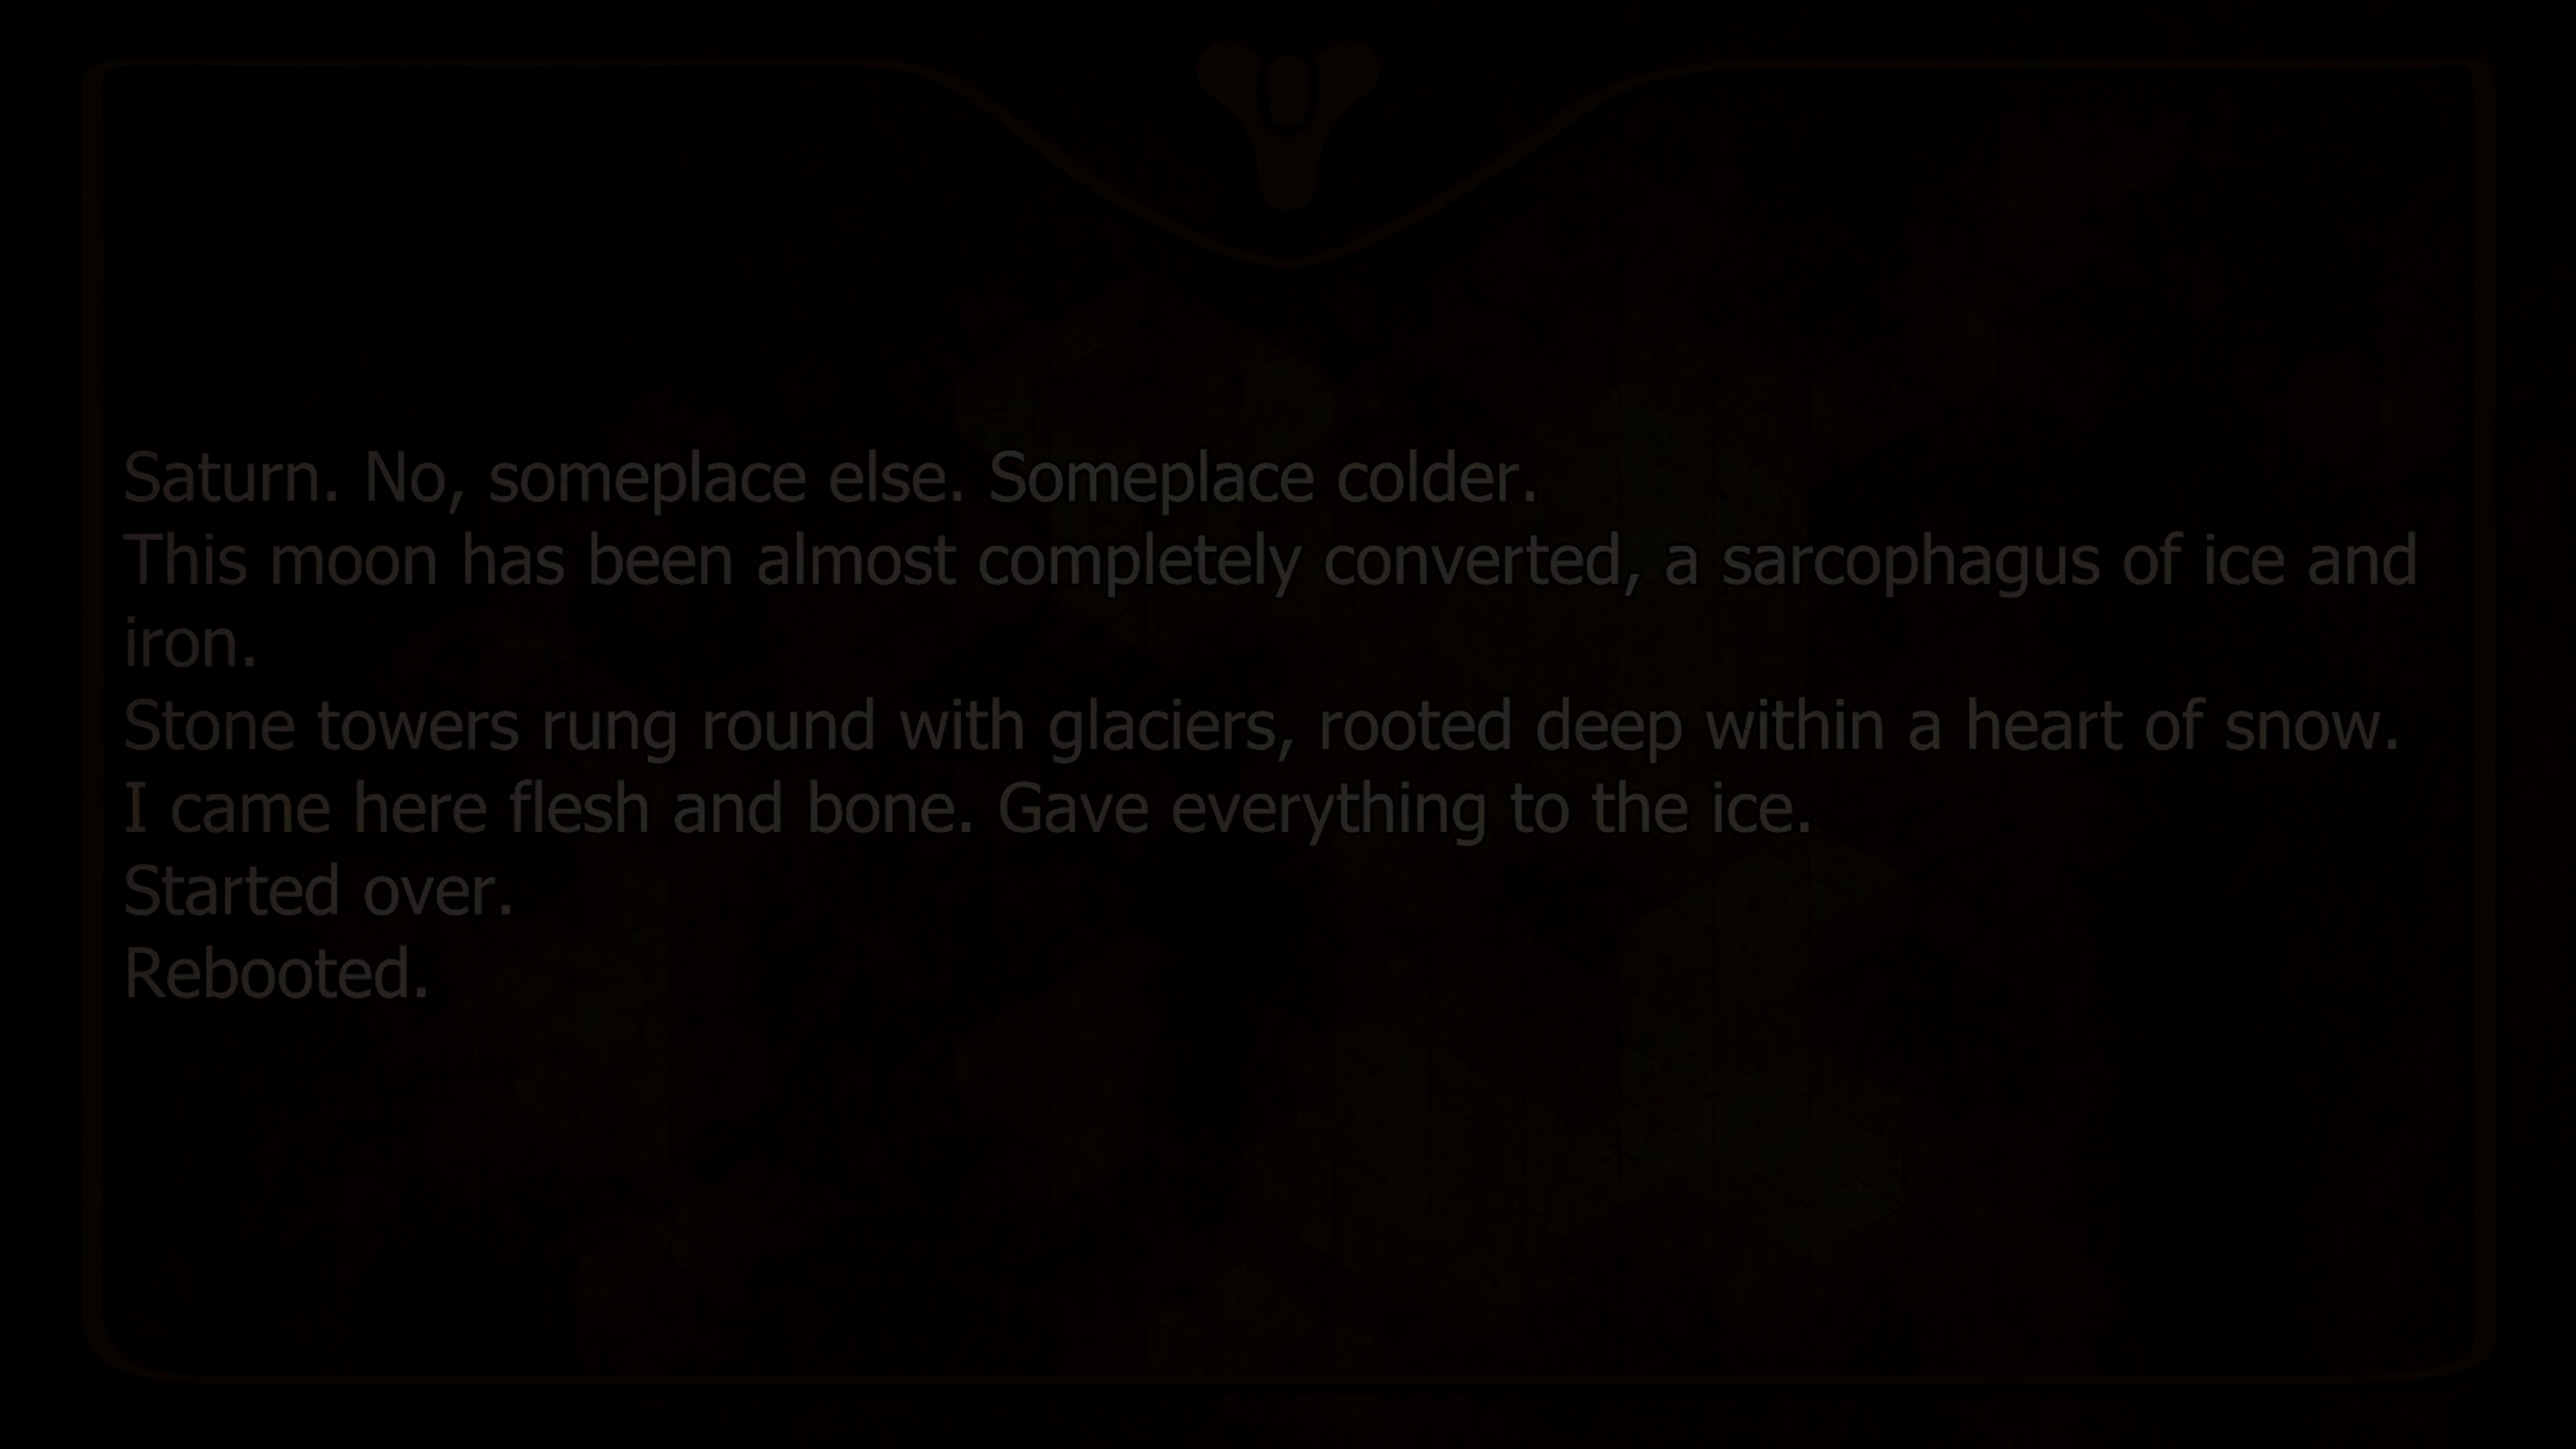 Saturn. No, someplace else. Someplace colder.
This moon has been almost completely converted, a sarcophagus of ice and
iron.
Stone towers rung round with glaciers, rooted deep within a heart of snow.
I came here flesh and bone. Gave everything to the ice.
Started over.
Rebooted.